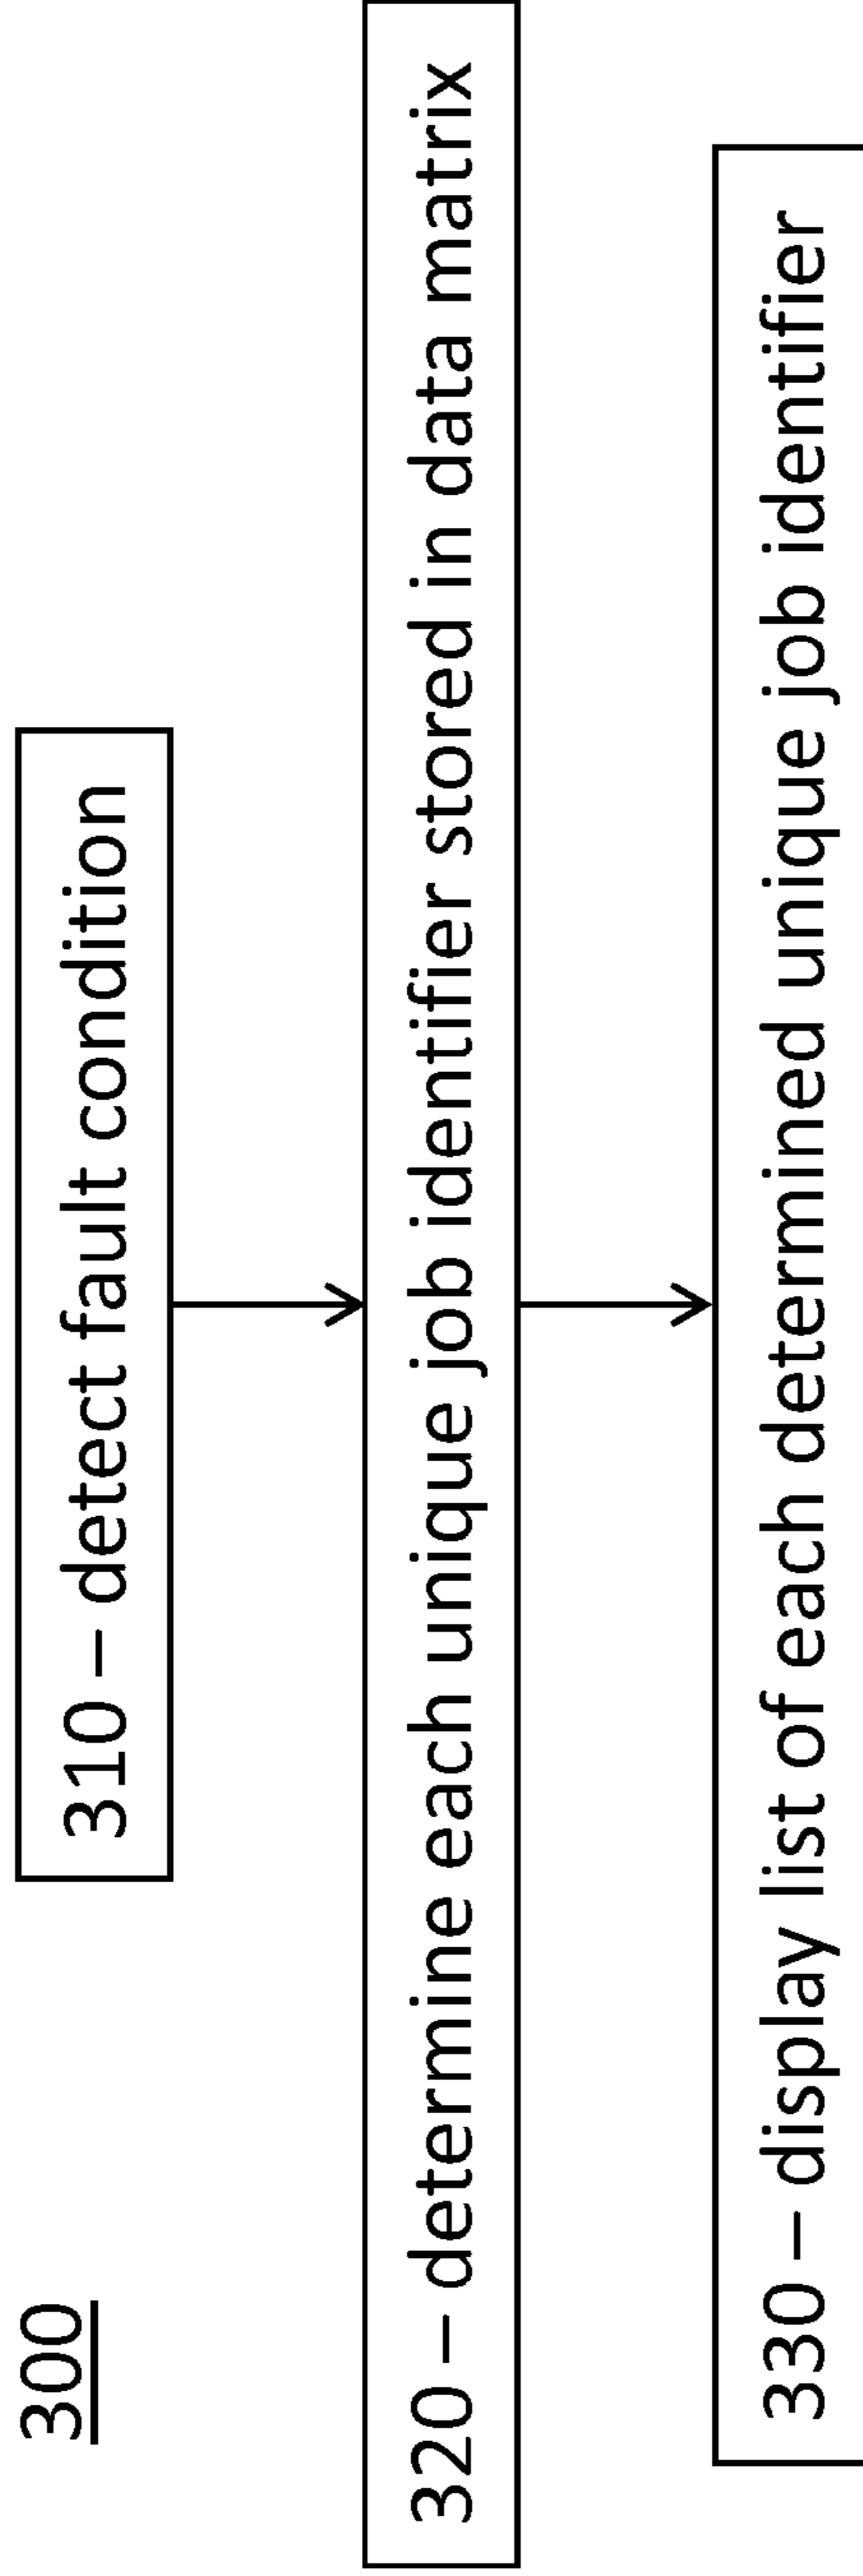 300
310 – detect fault condition
320 – determine each unique job identifier stored in data matrix
330 – display list of each determined unique job identifier